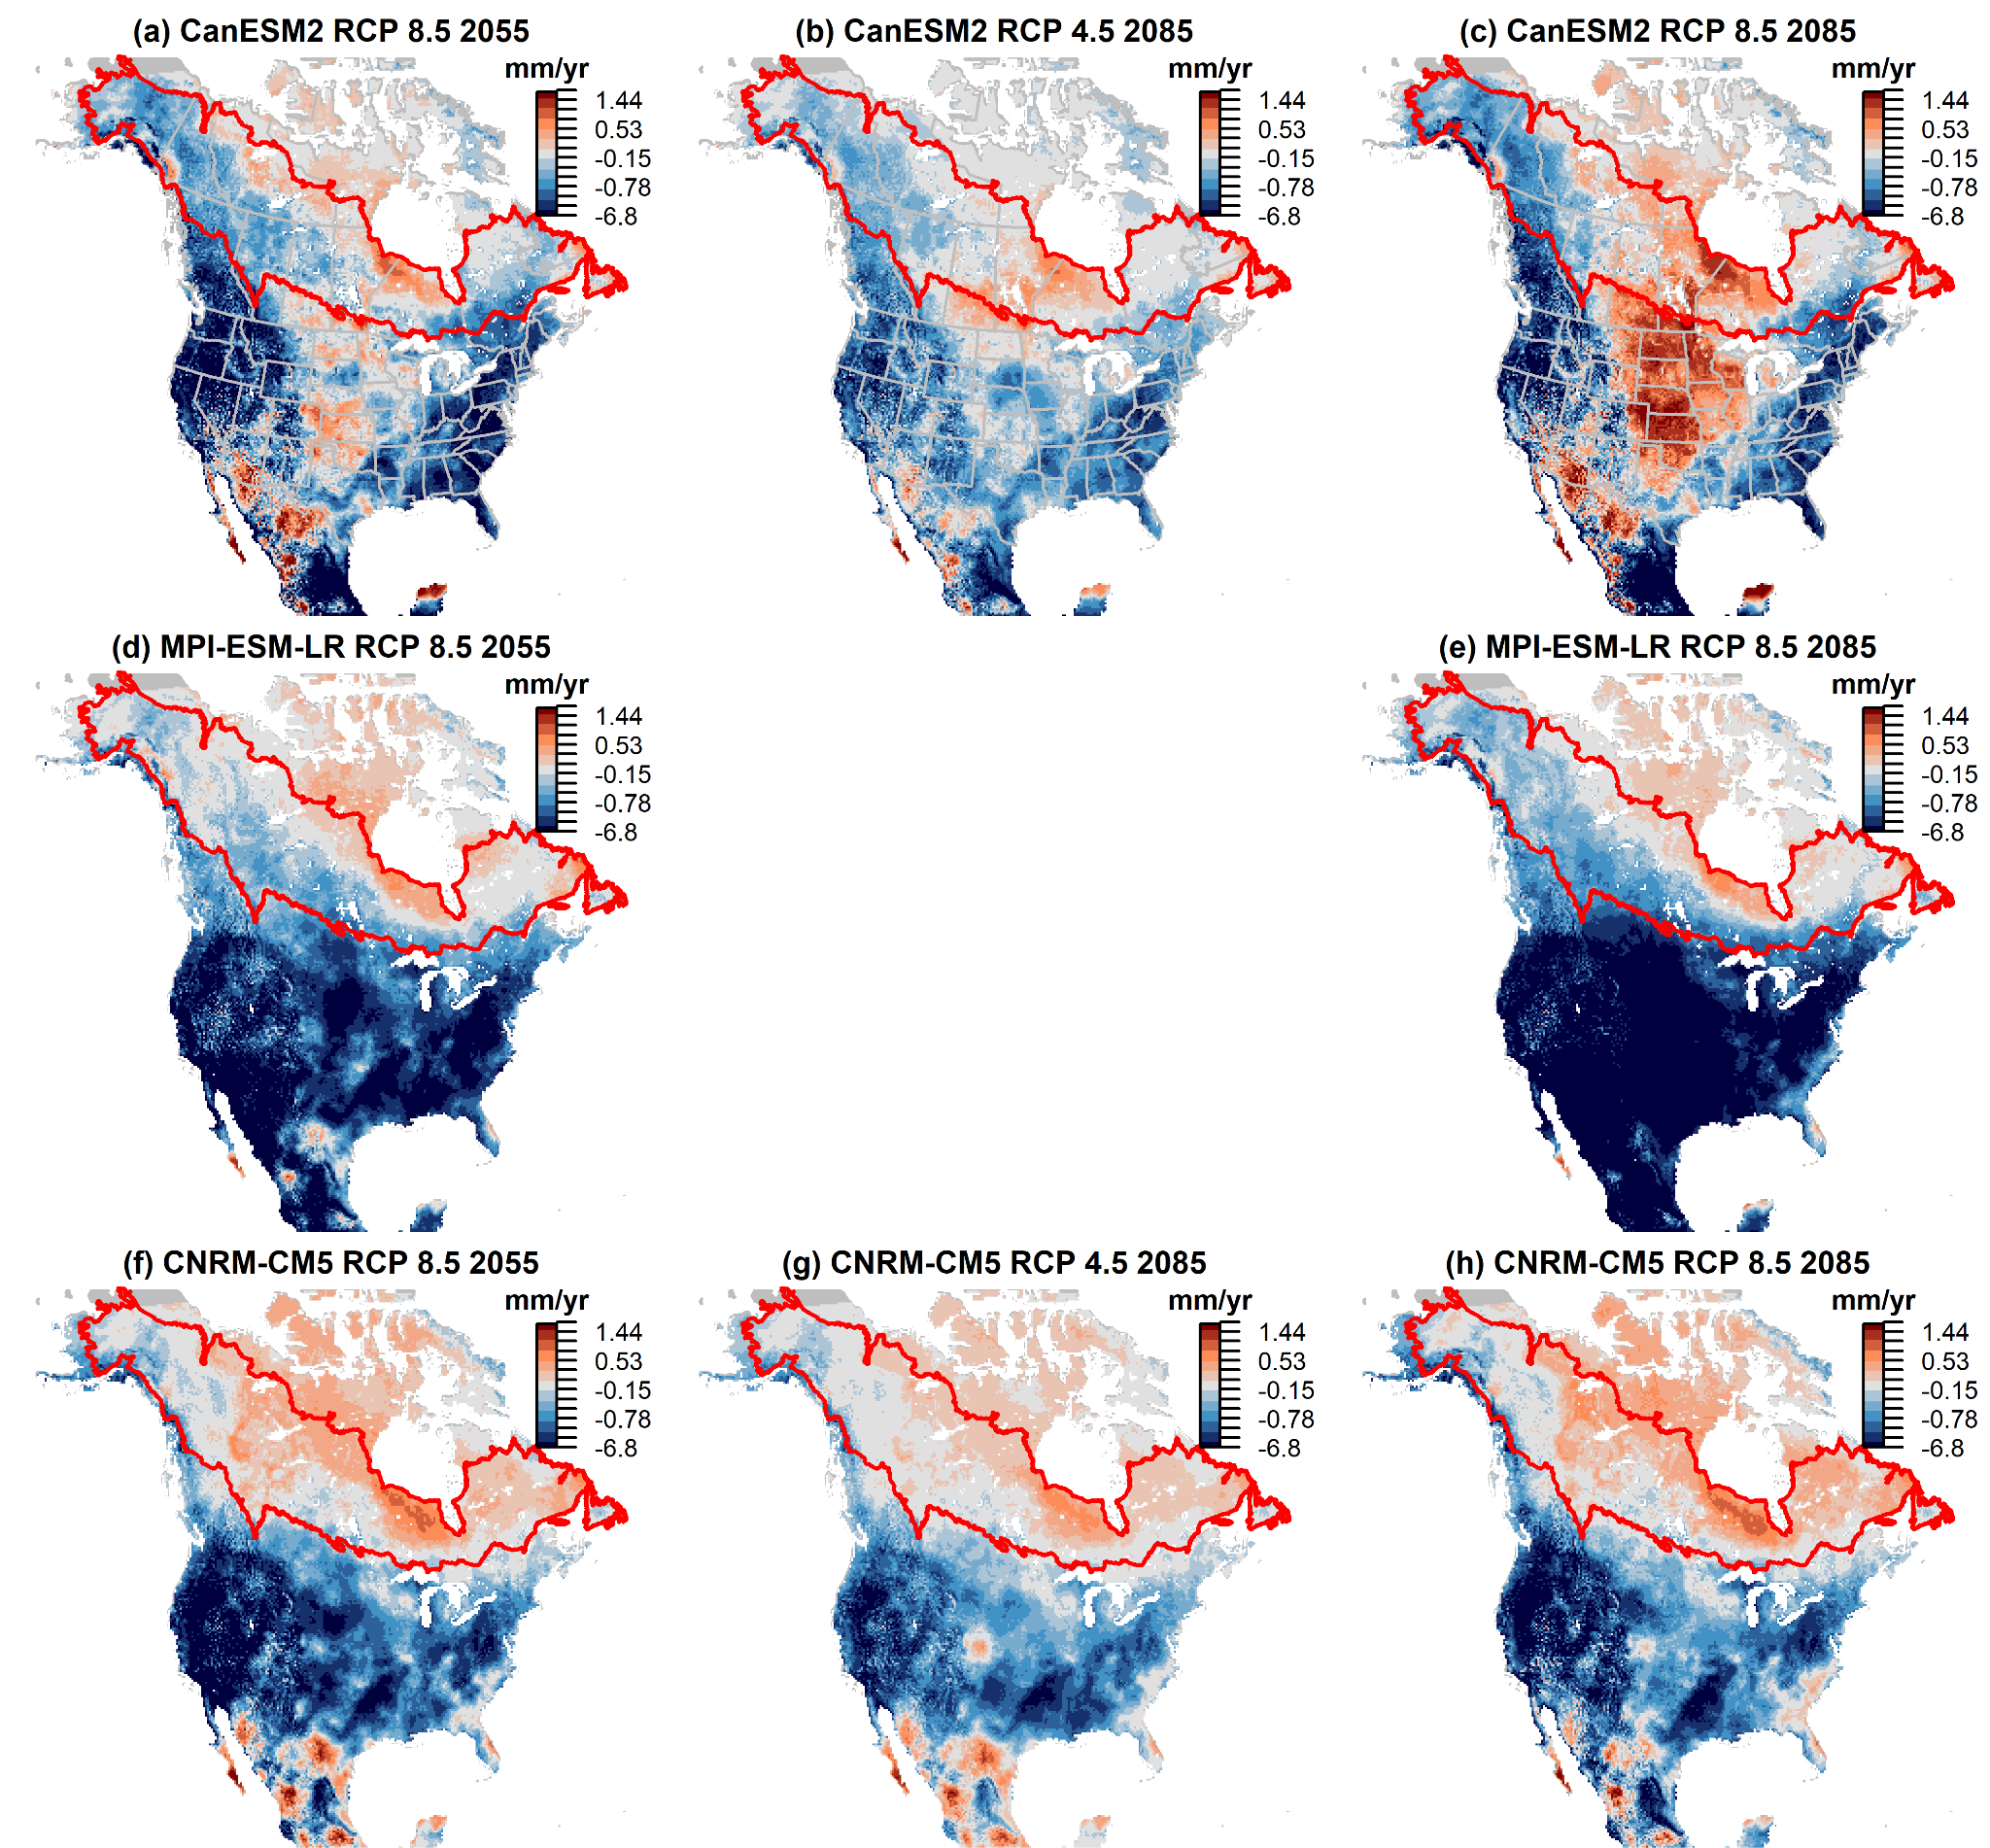 (a) CanESM2 RCP 8.5 2055
mm/yr
1.44
0.53
-0.15
-0.78
-6.8
(b) CanESM2 RCP 4.5 2085
mm/yr
1.44
0.53
-0.15
-0.78
-6.8
(c) CanESM2 RCP 8.5 2085
mm/yr
1.44
0.53
-0.15
-0.78
-6.8
(d) MPI-ESM-LR RCP 8.5 2055
mm/yr
1.44
0.53
-0.15
-0.78
-6.8
(e) MPI-ESM-LR RCP 8.5 2085
mm/yr
1.44
0.53
-0.15
-0.78
-6.8
(f) CNRM-CM5 RCP 8.5 2055
mm/yr
1.44
0.53
-0.15
-0.78
-6.8
(g) CNRM-CM5 RCP 4.5 2085
mm/yr
1.44
0.53
-0.15
-0.78
-6.8
(h) CNRM-CM5 RCP 8.5 2085
mm/yr
1.44
0.53
-0.15
-0.78
-6.8